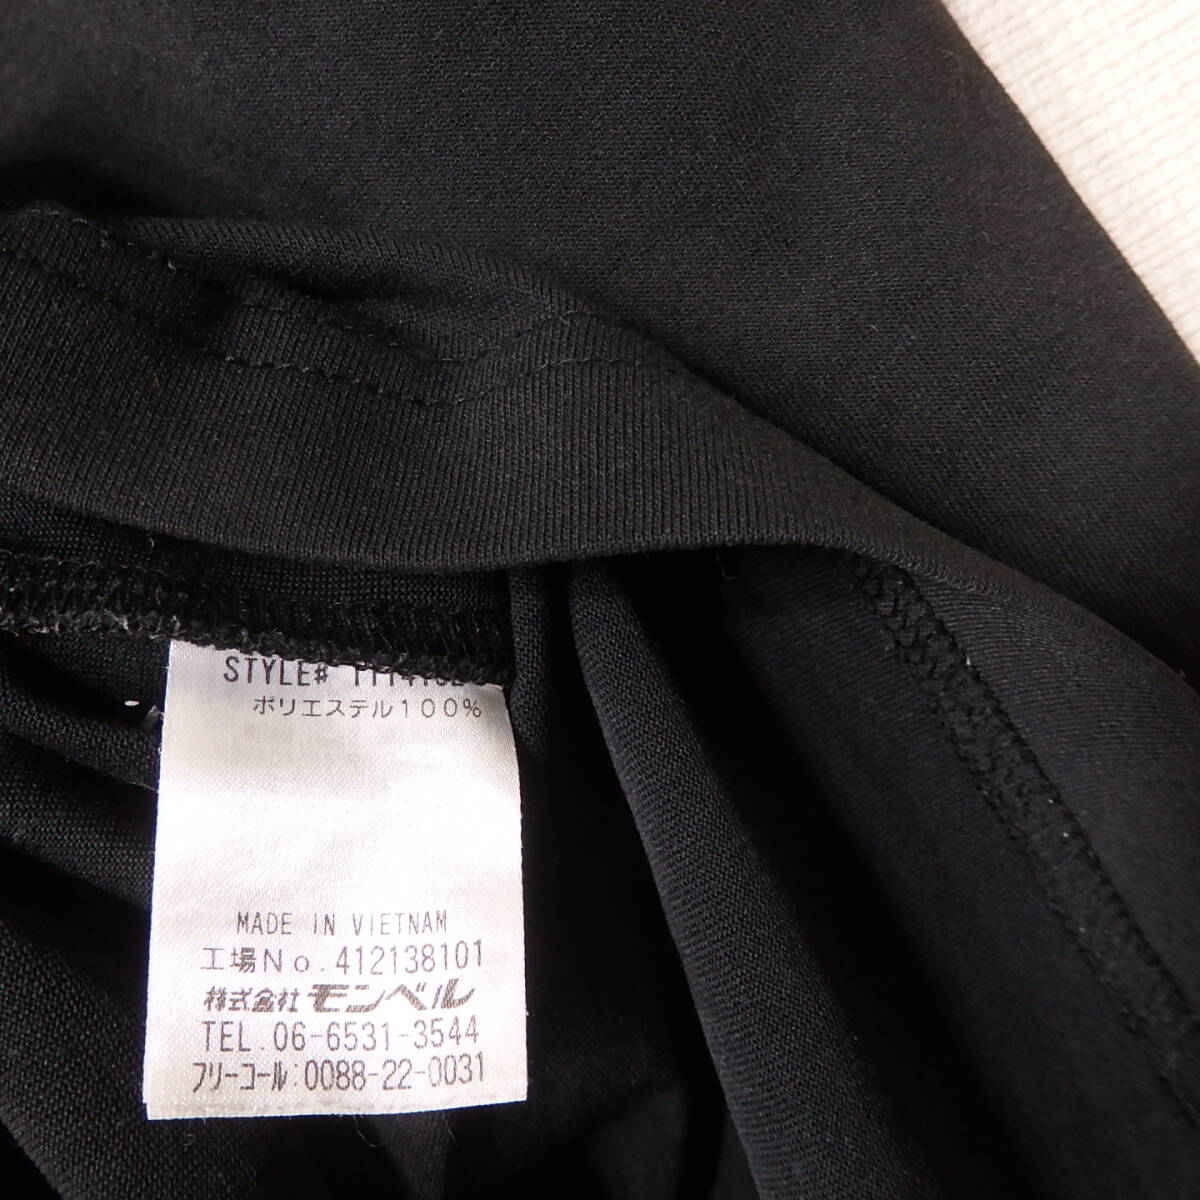 STYLE#
ポリエステル100%
MADE IN VIETNAM
工場No.412138101
株式会社 モンベル
TEL.06-6531-3544
フリーコール:0088-22-0031